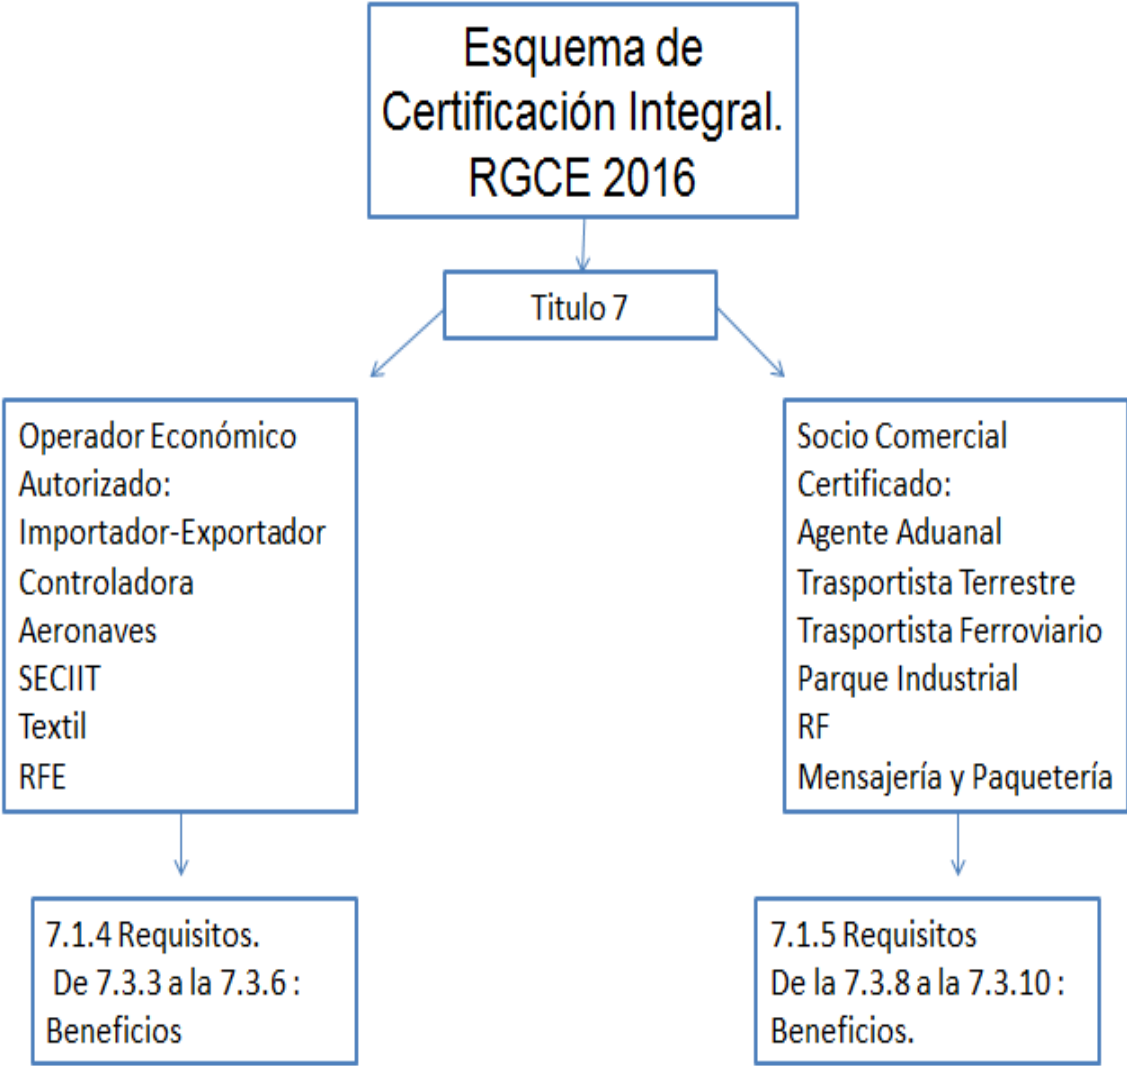 Esquema de
Certificación Integral.
RGCE 2016
Titulo 7
Operador Económico
Autorizado:
Importador-Exportador
Controladora
Aeronaves
SECIIT
Textil
RFE
Socio Comercial
Certificado:
Agente Aduanal
Trasportista Terrestre
Trasportista Ferroviario
Parque Industrial
RF
Mensajería y Paquetería
7.1.4 Requisitos.
De 7.3.3 a la 7.3.6 :
Beneficios
7.1.5 Requisitos
De la 7.3.8 a la 7.3.10 :
Beneficios.